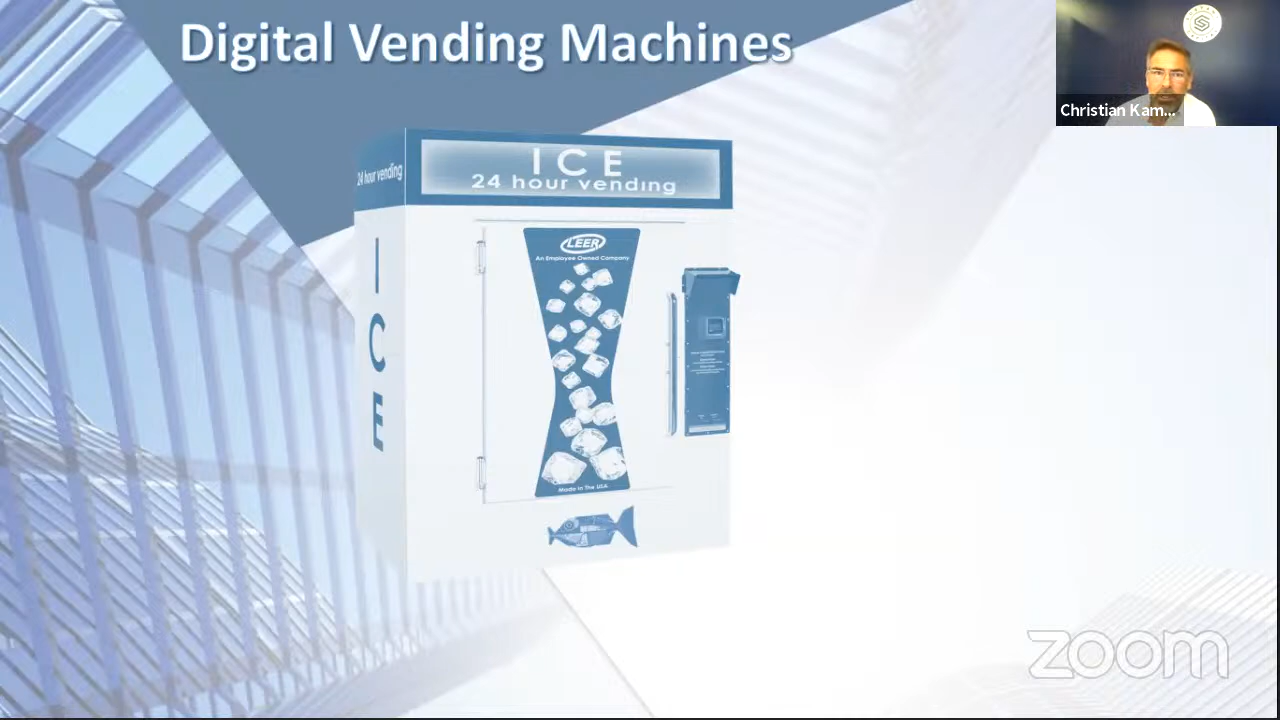 Digital Vending Machines
Christian Kam...
ICE
24 hour vending
24 hour vending
ICE
LEER
An Employee Owned Company
Made In The USA
zoom